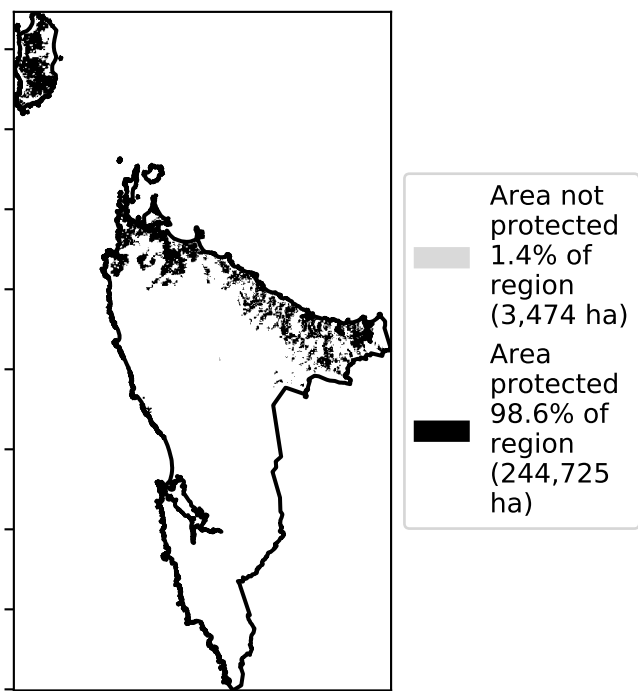 Area not
protected
1.4% of
region
(3,474 ha)
Area
protected
98.6% of
region
(244,725
ha)